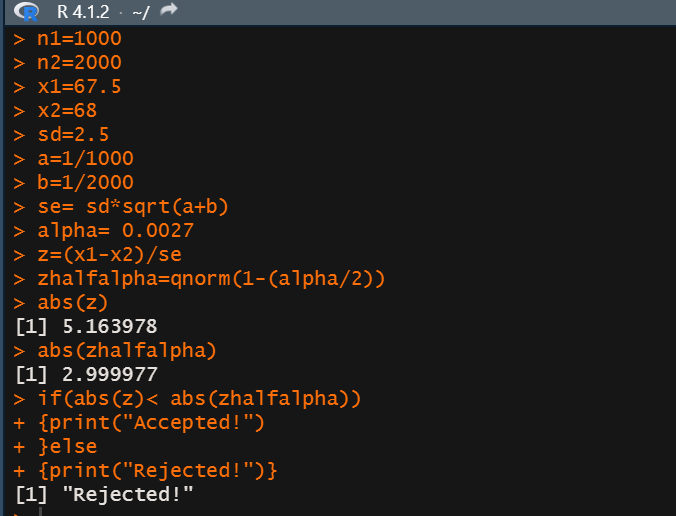 R R 4.1.2 · ~/
> n1=1000
> n2=2000
> x1=67.5
> x2=68
> sd=2.5
> a=1/1000
> b=1/2000
> se= sd*sqrt(a+b)
> alpha= 0.0027
> z=(x1-x2)/se
> zhalfalpha=qnorm(1-(alpha/2))
> abs(z)
[1] 5.163978
> abs(zhalfalpha)
[1] 2.999977
> if(abs(z)< abs(zhalfalpha))
+ {print("Accepted!")
+ }else
+ {print("Rejected!")}
[1] "Rejected!"
>